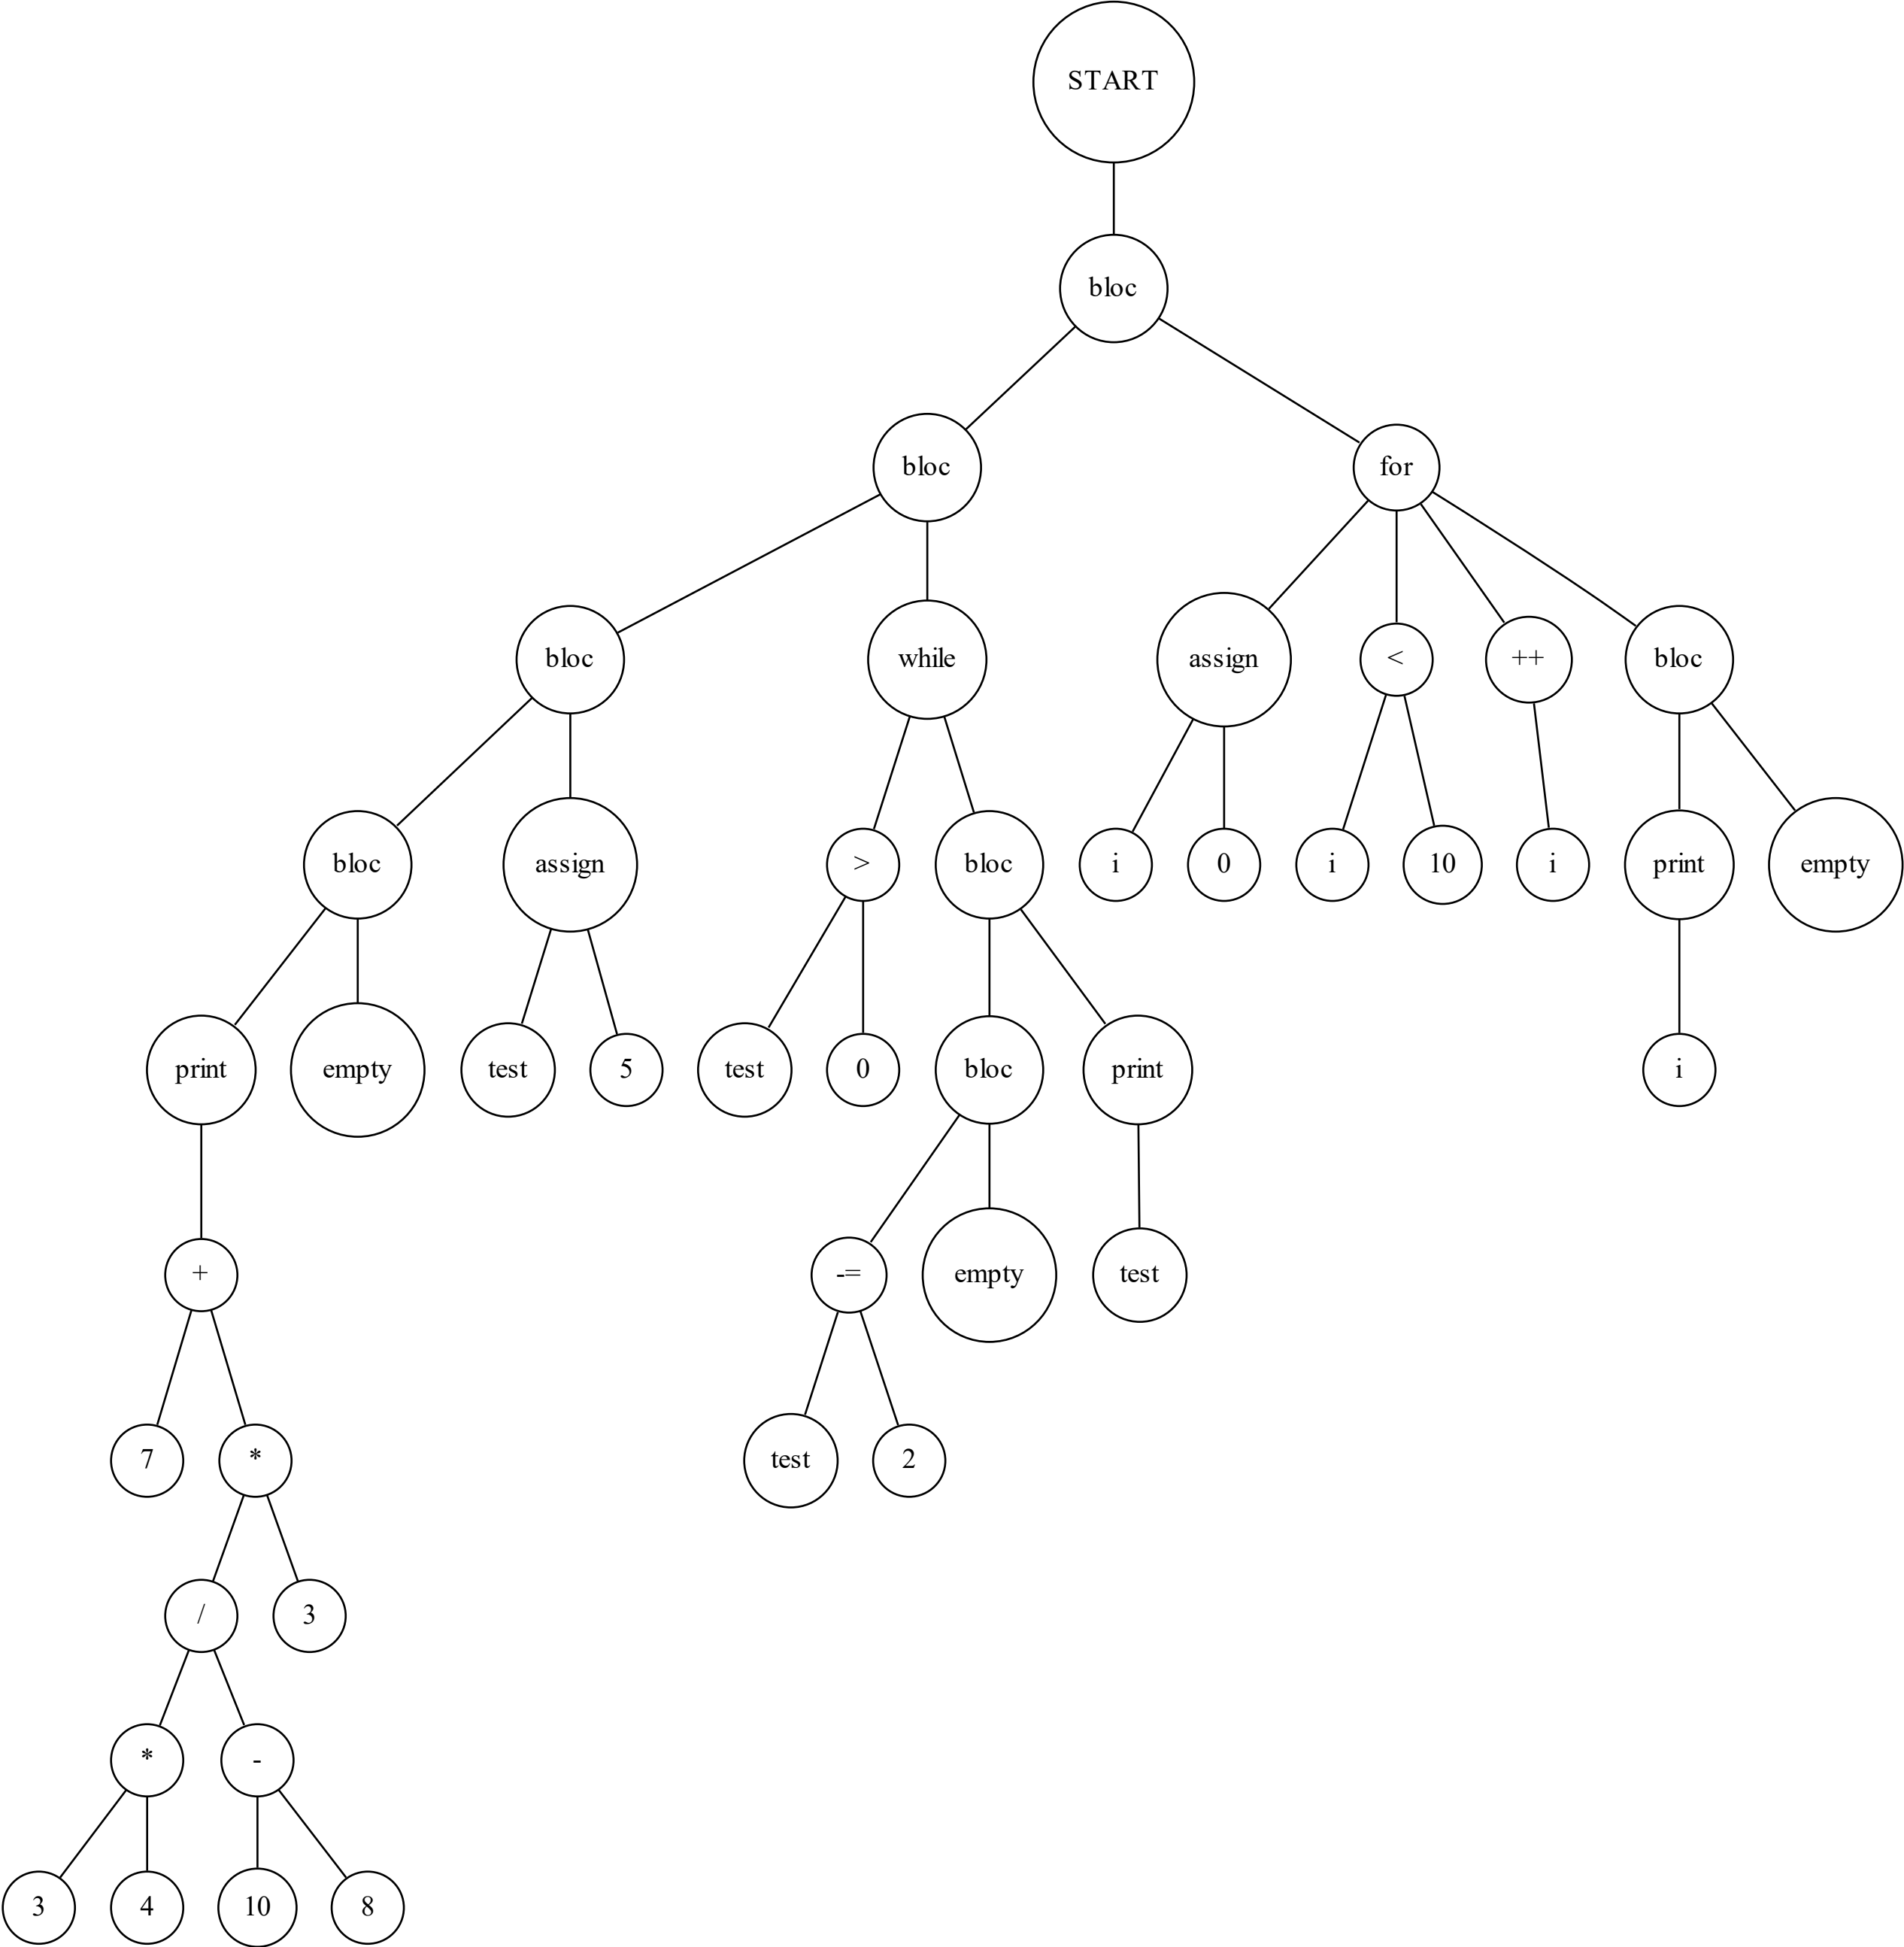 START
bloc
bloc
for
bloc
while
assign
<
++
bloc
bloc
assign
>
bloc
i
0
i
10
i
print
empty
print
empty
test
5
test
0
bloc
print
i
+
-=
empty
test
7
*
test
2
/
3
*
-
3
4
10
8